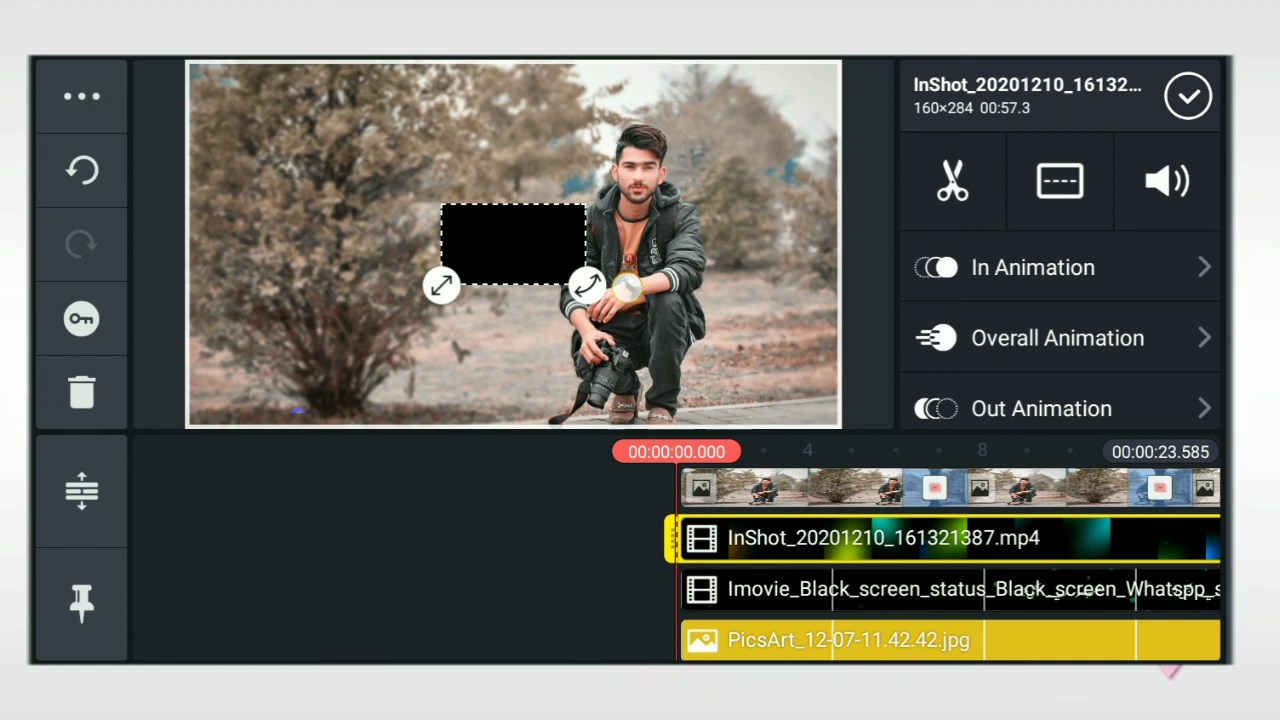 InShot_20201210_16132...
160×284 00:57.3
In Animation
Overall Animation
Out Animation
00:00:00.000
4
8
00:00:23.585
InShot_20201210_161321387.mp4
Imovie_Black_screen_status_Black_screen_Whatspp_s
PicsArt_12-07-11.42.42.jpg